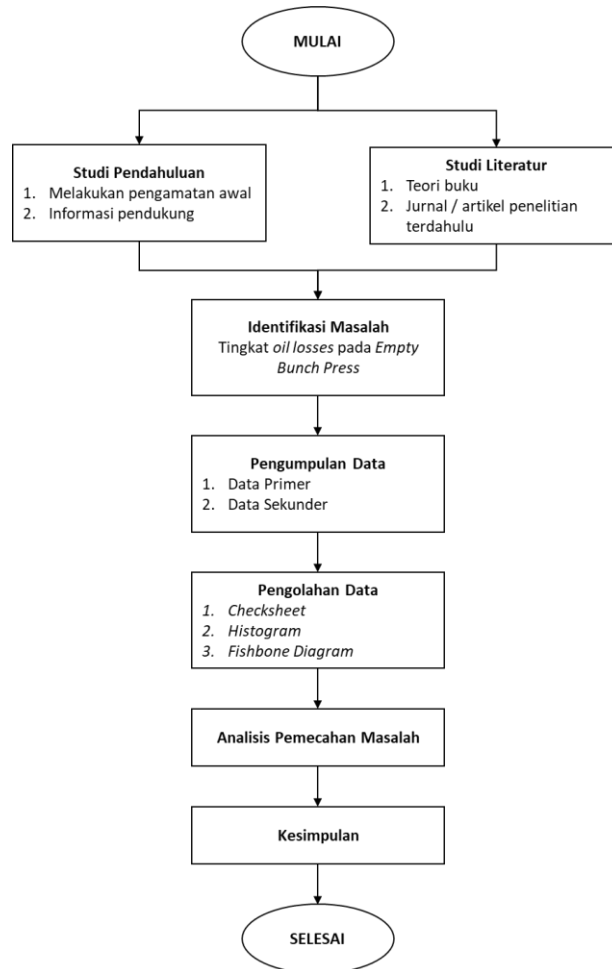 MULAI
Studi Pendahuluan
1. Melakukan pengamatan awal
2. Informasi pendukung
Studi Literatur
1. Teori buku
2. Jurnal / artikel penelitian
terdahulu
Identifikasi Masalah
Tingkat oil losses pada Empty
Bunch Press
Pengumpulan Data
1. Data Primer
2. Data Sekunder
Pengolahan Data
1. Checksheet
2. Histogram
3. Fishbone Diagram
Analisis Pemecahan Masalah
Kesimpulan
SELESAI